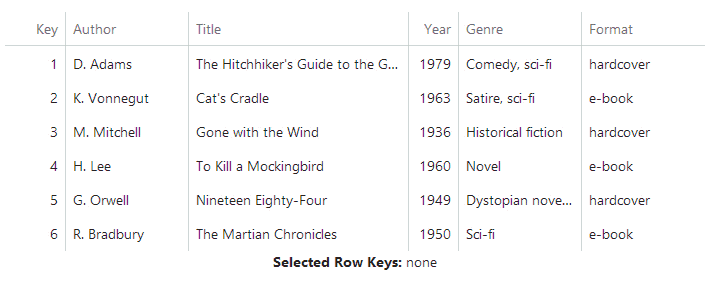 Key Author Title Year Genre Format
1 D. Adams The Hitchhiker's Guide to the G... 1979 Comedy, sci-fi hardcover
2 K. Vonnegut Cat's Cradle 1963 Satire, sci-fi e-book
3 M. Mitchell Gone with the Wind 1936 Historical fiction hardcover
4 H. Lee To Kill a Mockingbird 1960 Novel e-book
5 G. Orwell Nineteen Eighty-Four 1949 Dystopian nove... hardcover
6 R. Bradbury The Martian Chronicles 1950 Sci-fi e-book
Selected Row Keys: none